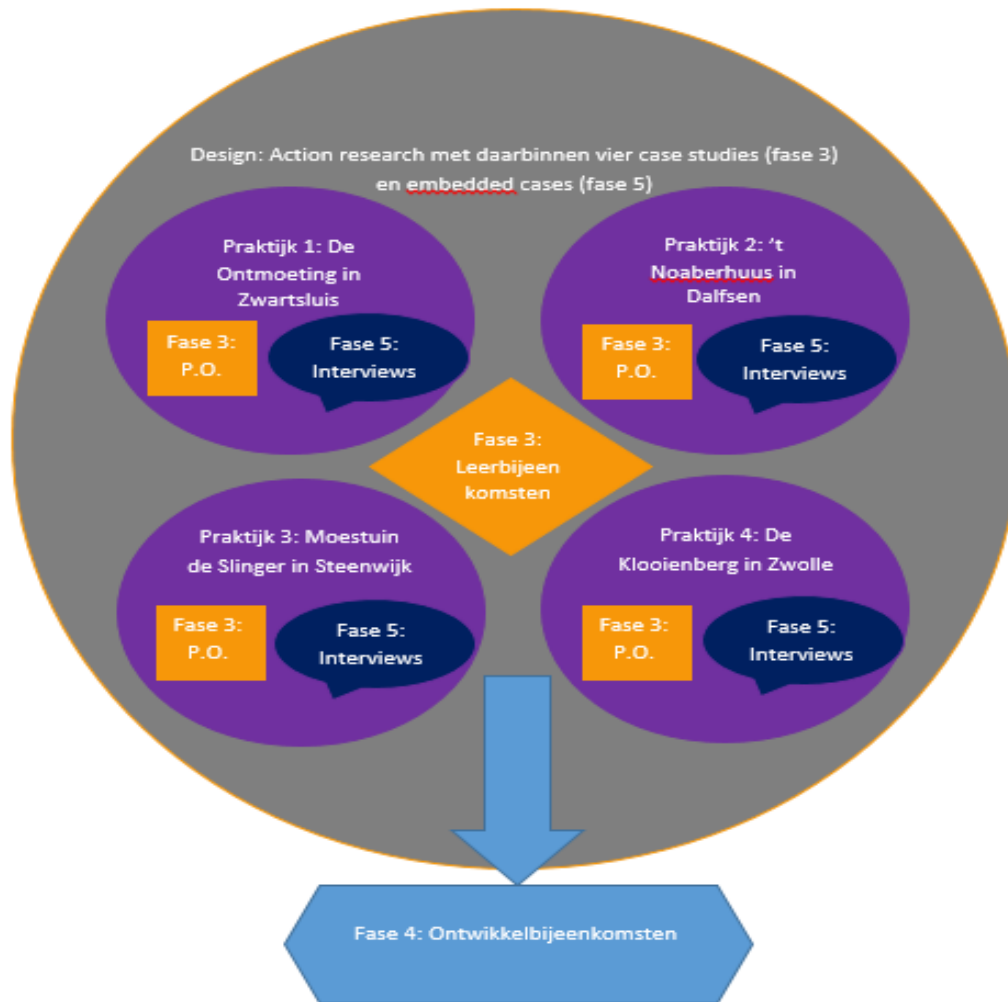 Design: Action research met daarbinnen vier case studies (fase 3)
en embedded cases (fase 5)
Praktijk 1: De
Ontmoeting in
Zwartsluis
Fase 3:
P.O.
Fase 5:
Interviews
Praktijk 2: ‘t
Noaberhuus in
Dalfsen
Fase 3:
P.O.
Fase 5:
Interviews
Fase 3:
Leerbijeen
komsten
Praktijk 3: Moestuin
de Slinger in Steenwijk
Fase 3:
P.O.
Fase 5:
Interviews
Praktijk 4: De
Klooienberg in Zwolle
Fase 3:
P.O.
Fase 5:
Interviews
Fase 4: Ontwikkelbijeenkomsten